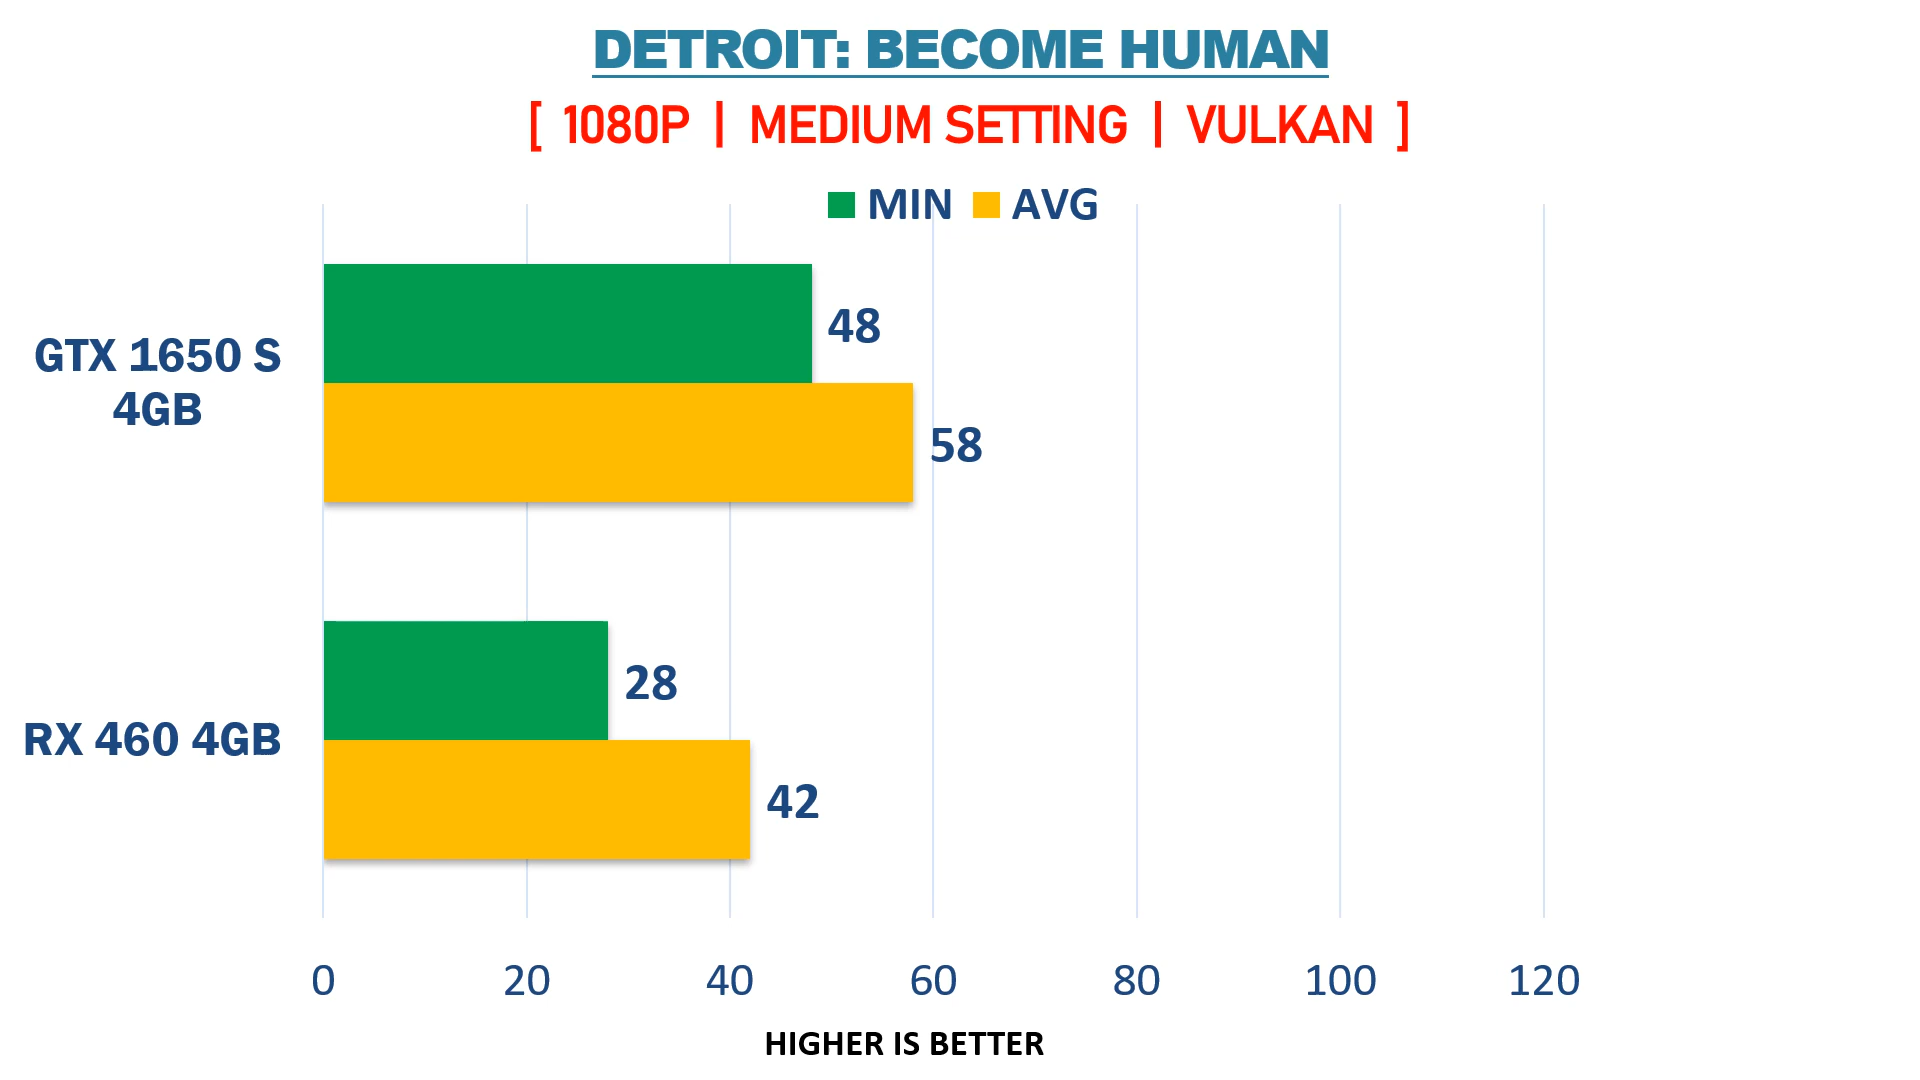 DETROIT: BECOME HUMAN
[ 1080P | MEDIUM SETTING | VULKAN ]
MIN AVG
GTX 1650 S
4GB
48
58
RX 460 4GB
28
42
0 20 40 60 80 100 120
HIGHER IS BETTER